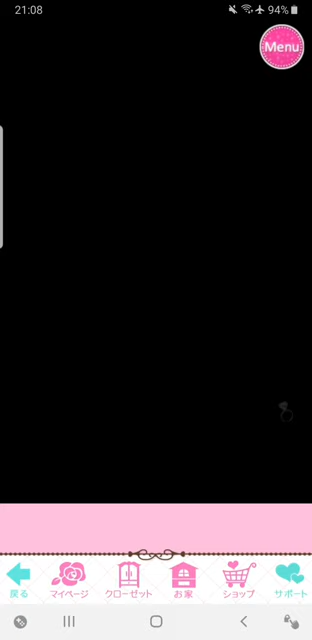 21:08
94%
Menu
戻る
マイページ
クローゼット
お家
ショップ
サポート